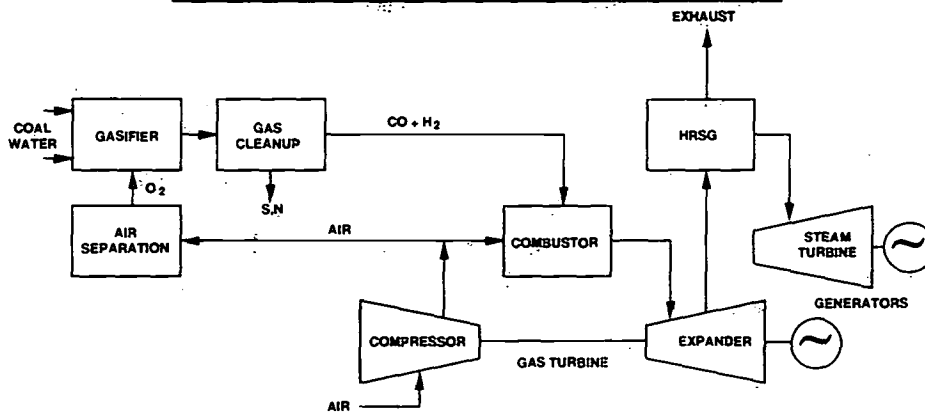 EXHAUST
COAL
WATER
GASIFIER
GAS
CLEANUP
CO + H2
HRSG
O2
S,N
AIR
SEPARATION
AIR
COMBUSTOR
STEAM
TURBINE
GENERATORS
COMPRESSOR
GAS TURBINE
EXPANDER
AIR